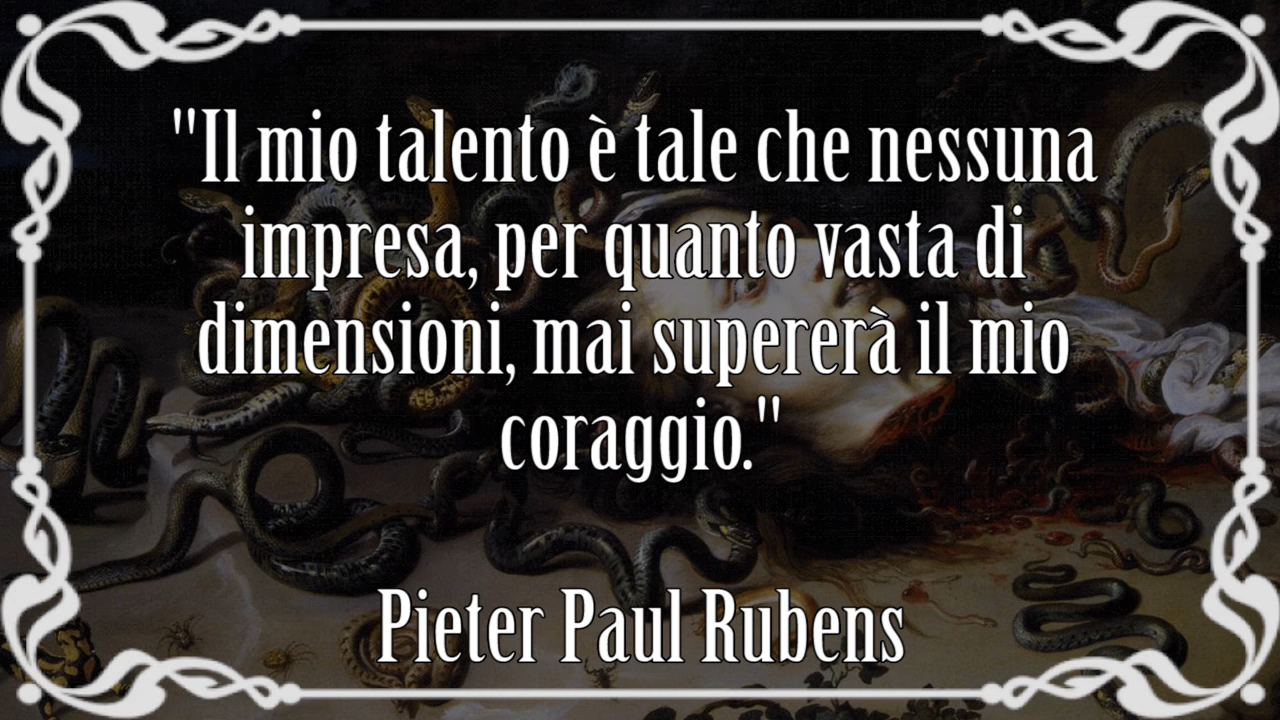 "Il mio talento è tale che nessuna
impresa, per quanto vasta di
dimensioni, mai supererà il mio
coraggio."
Pieter Paul Rubens